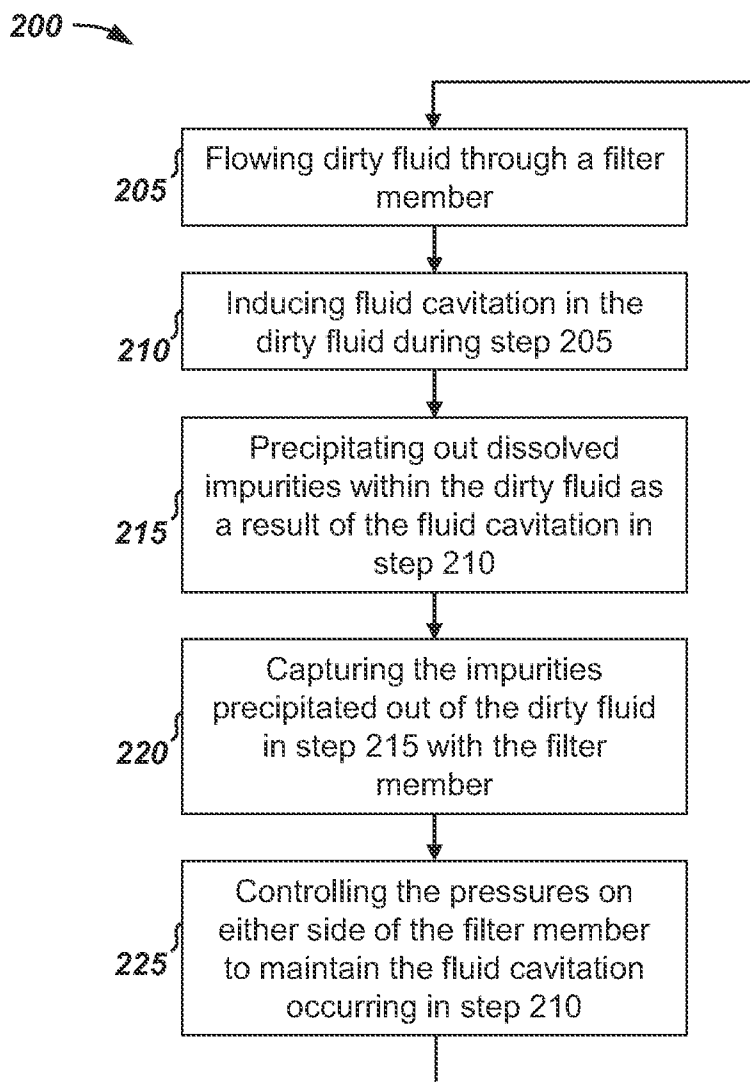 200
205
Flowing dirty fluid through a filter
member
210
Inducing fluid cavitation in the
dirty fluid during step 205
215
Precipitating out dissolved
impurities within the dirty fluid as
a result of the fluid cavitation in
step 210
220
Capturing the impurities
precipitated out of the dirty fluid
in step 215 with the filter
member
225
Controlling the pressures on
either side of the filter member
to maintain the fluid cavitation
occurring in step 210